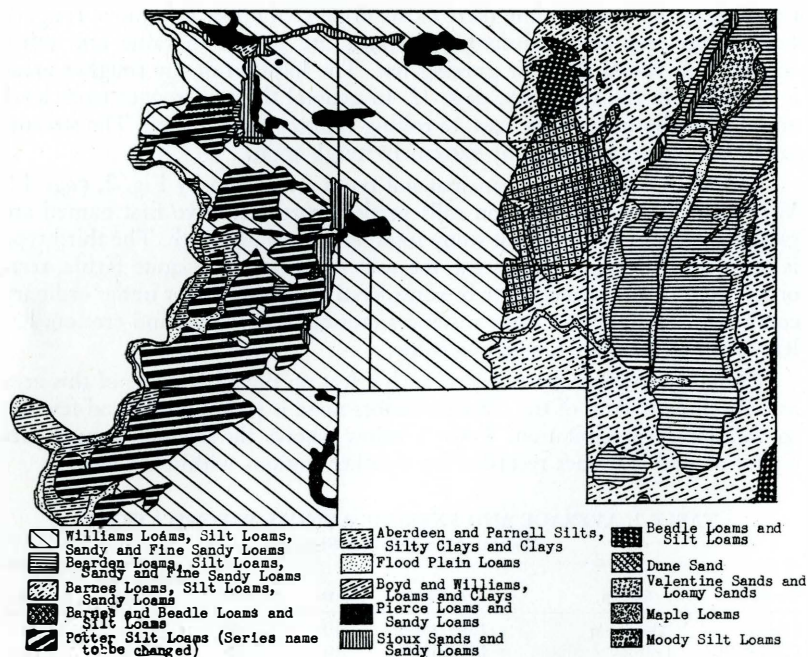 Williams Loams, Silt Loams,
Sandy and Fine Sandy Loams
Bearden Loams, Silt Loams,
Sandy and Fine Sandy Loams
Barnes Loams, Silt Loams,
Sandy Loams
Barnes and Beadle Loams and
Silt Loams
Potter Silt Loams (Series name
to be changed)
Aberdeen and Parnell Silts,
Silty Clays and Clays
Flood Plain Loams
Boyd and Williams,
Loams and Clays
Pierce Loams and
Sandy Loams
Sioux Sands and
Sandy Loams
Beadle Loams and
Silt Loams
Dune Sand
Valentine Sands and
Loamy Sands
Maple Loams
Moody Silt Loams